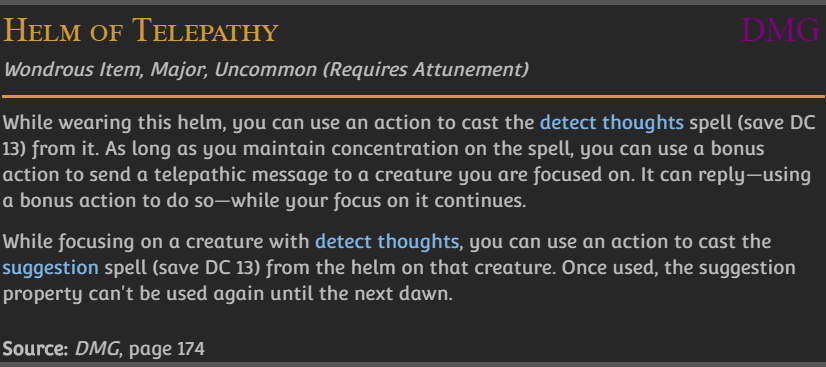 Helm of Telepathy DMG
Wondrous Item, Major, Uncommon (Requires Attunement)
While wearing this helm, you can use an action to cast the detect thoughts spell (save DC
13) from it. As long as you maintain concentration on the spell, you can use a bonus
action to send a telepathic message to a creature you are focused on. It can reply—using
a bonus action to do so—while your focus on it continues.
While focusing on a creature with detect thoughts, you can use an action to cast the
suggestion spell (save DC 13) from the helm on that creature. Once used, the suggestion
property can't be used again until the next dawn.
Source: DMG, page 174